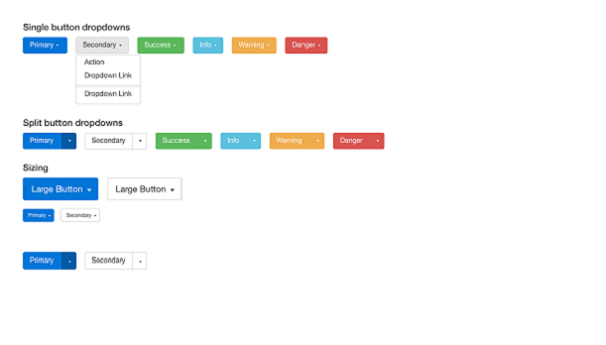 Single button dropdowns
Primary Secondary Success Info Warning Danger
Action
Dropdown Link
Dropdown Link
Split button dropdowns
Primary Secondary Success Info Warning Danger
Sizing
Large Button Large Button
Primary Secondary
Primary Secondary